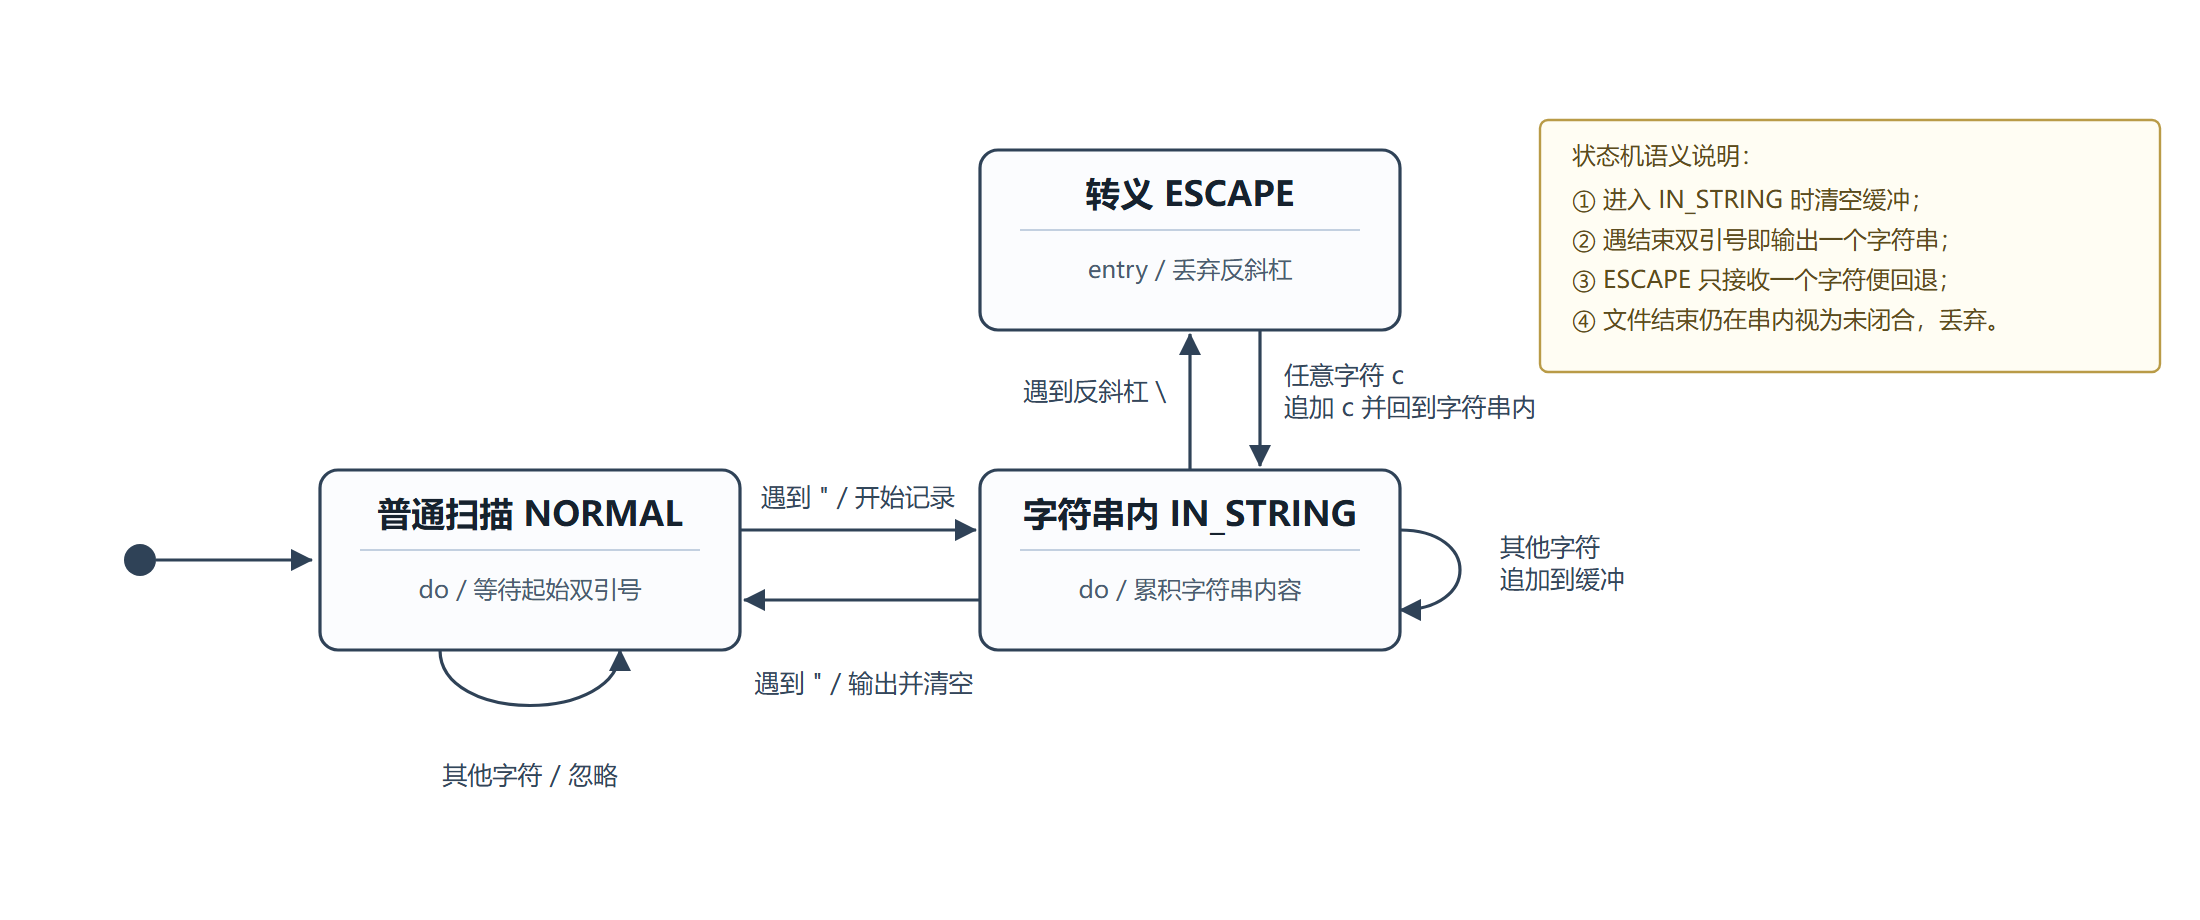 转义 ESCAPE
entry / 丢弃反斜杠
状态机语义说明：
① 进入 IN_STRING 时清空缓冲；
② 遇结束双引号即输出一个字符串；
③ ESCAPE 只接收一个字符便回退；
④ 文件结束仍在串内视为未闭合，丢弃。
遇到反斜杠 \
任意字符 c
追加 c 并回到字符串内
普通扫描 NORMAL
do / 等待起始双引号
遇到 " / 开始记录
字符串内 IN_STRING
do / 累积字符串内容
其他字符
追加到缓冲
遇到 " / 输出并清空
其他字符 / 忽略